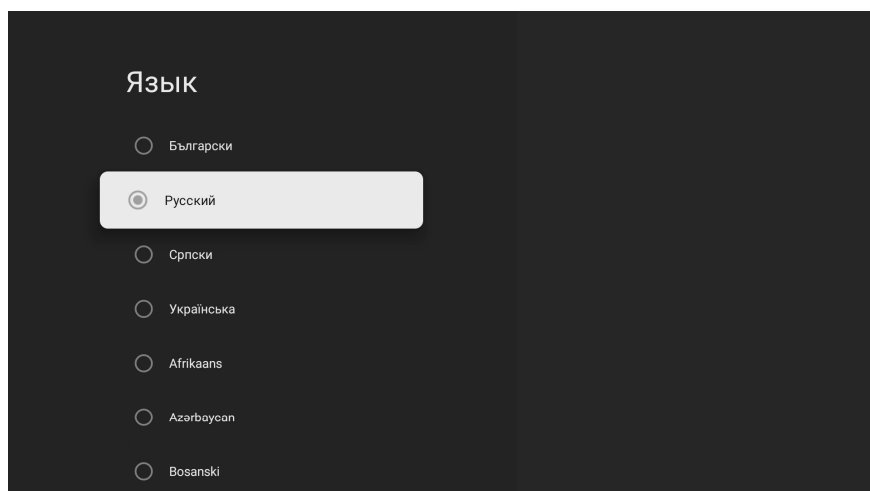 Язык
Български
Русский
Српски
Українська
Afrikaans
Azərbaycan
Bosanski